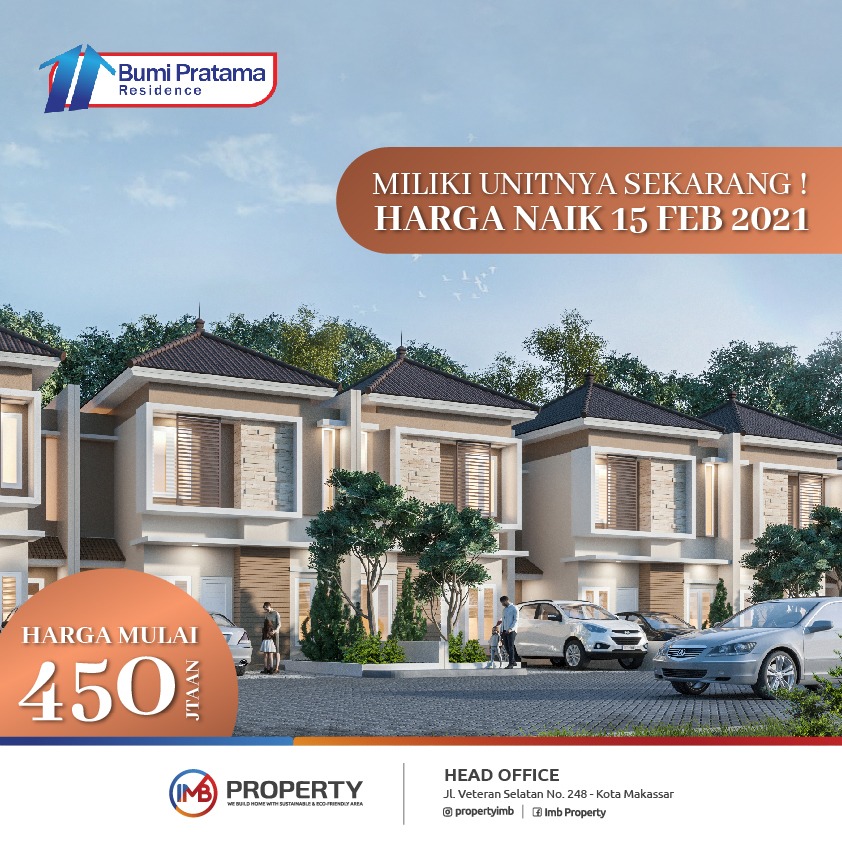 Bumi Pratama
Residence
MILIKI UNITNYA SEKARANG !
HARGA NAIK 15 FEB 2021
HARGA MULAI
450 JTAAN
IMB PROPERTY
WE BUILD HOME WITH SUSTAINABLE & ECO-FRIENDLY AREA
HEAD OFFICE
Jl. Veteran Selatan No. 248 - Kota Makassar
propertyimb | Imb Property